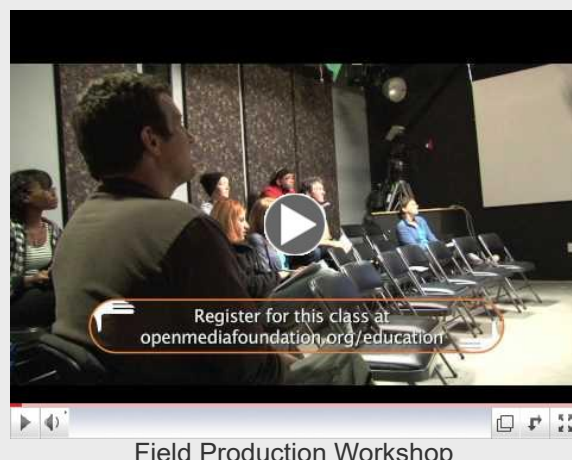 Register for this class at
openmediafoundation.org/education
Field Production Workshop